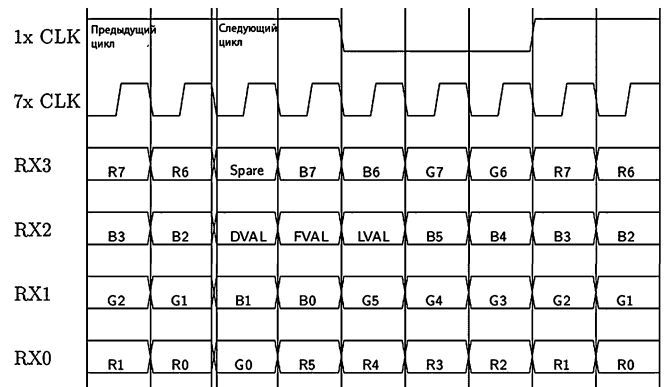 1x CLK Предыдущий Следующий
цикл цикл
7x CLK
RX3 R7 R6 Spare B7 B6 G7 G6 R7 R6
RX2 B3 B2 DVAL FVAL LVAL B5 B4 B3 B2
RX1 G2 G1 B1 B0 G5 G4 G3 G2 G1
RX0 R1 R0 G0 R5 R4 R3 R2 R1 R0